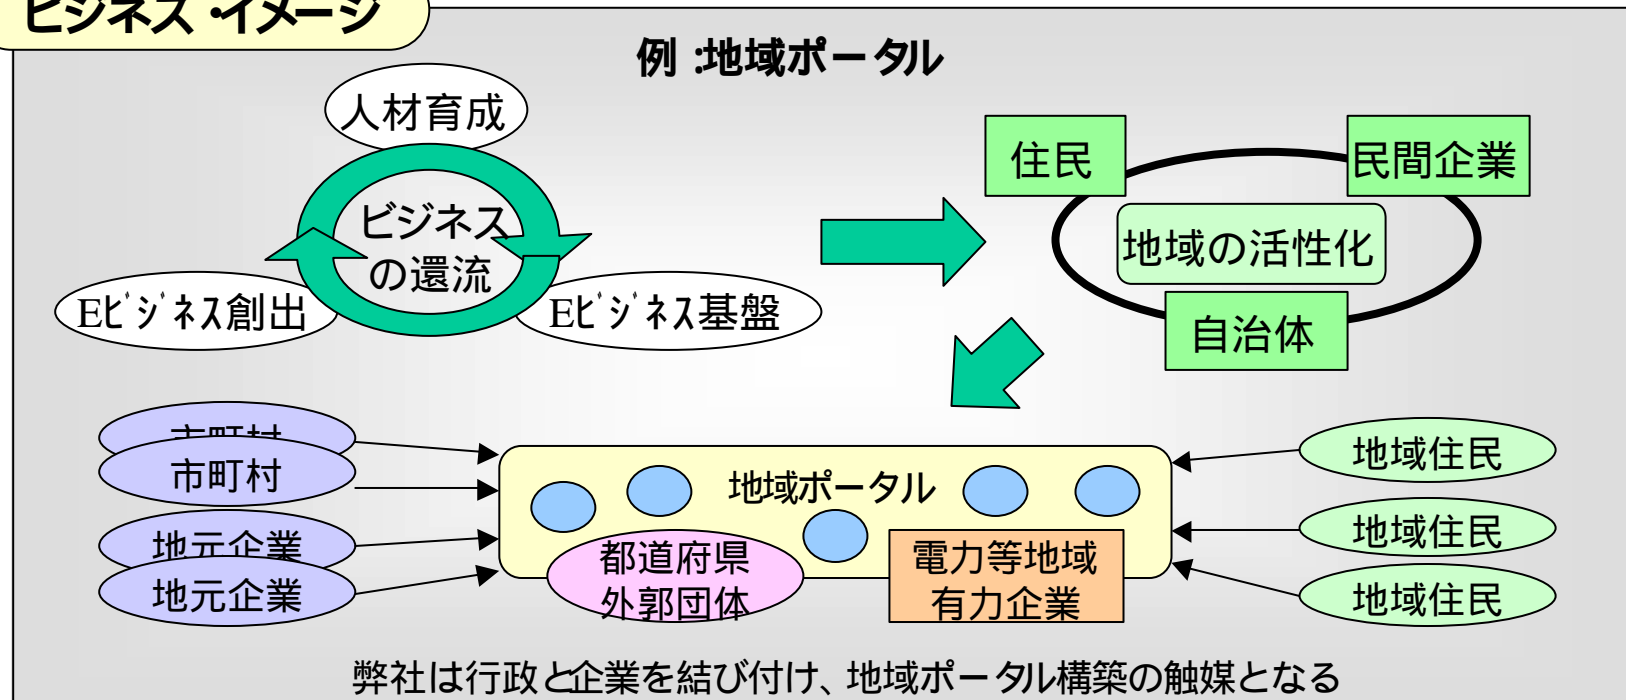 ビジネス・イメージ
例：地域ポータル
人材育成
ビジネス
の還流
Eﾋﾞｼﾞﾈｽ創出
Eﾋﾞｼﾞﾈｽ基盤
住民
民間企業
地域の活性化
自治体
市町村
市町村
地元企業
地元企業
地域ポータル
都道府県
外郭団体
電力等地域
有力企業
地域住民
地域住民
地域住民
弊社は行政と企業を結び付け、地域ポータル構築の触媒となる